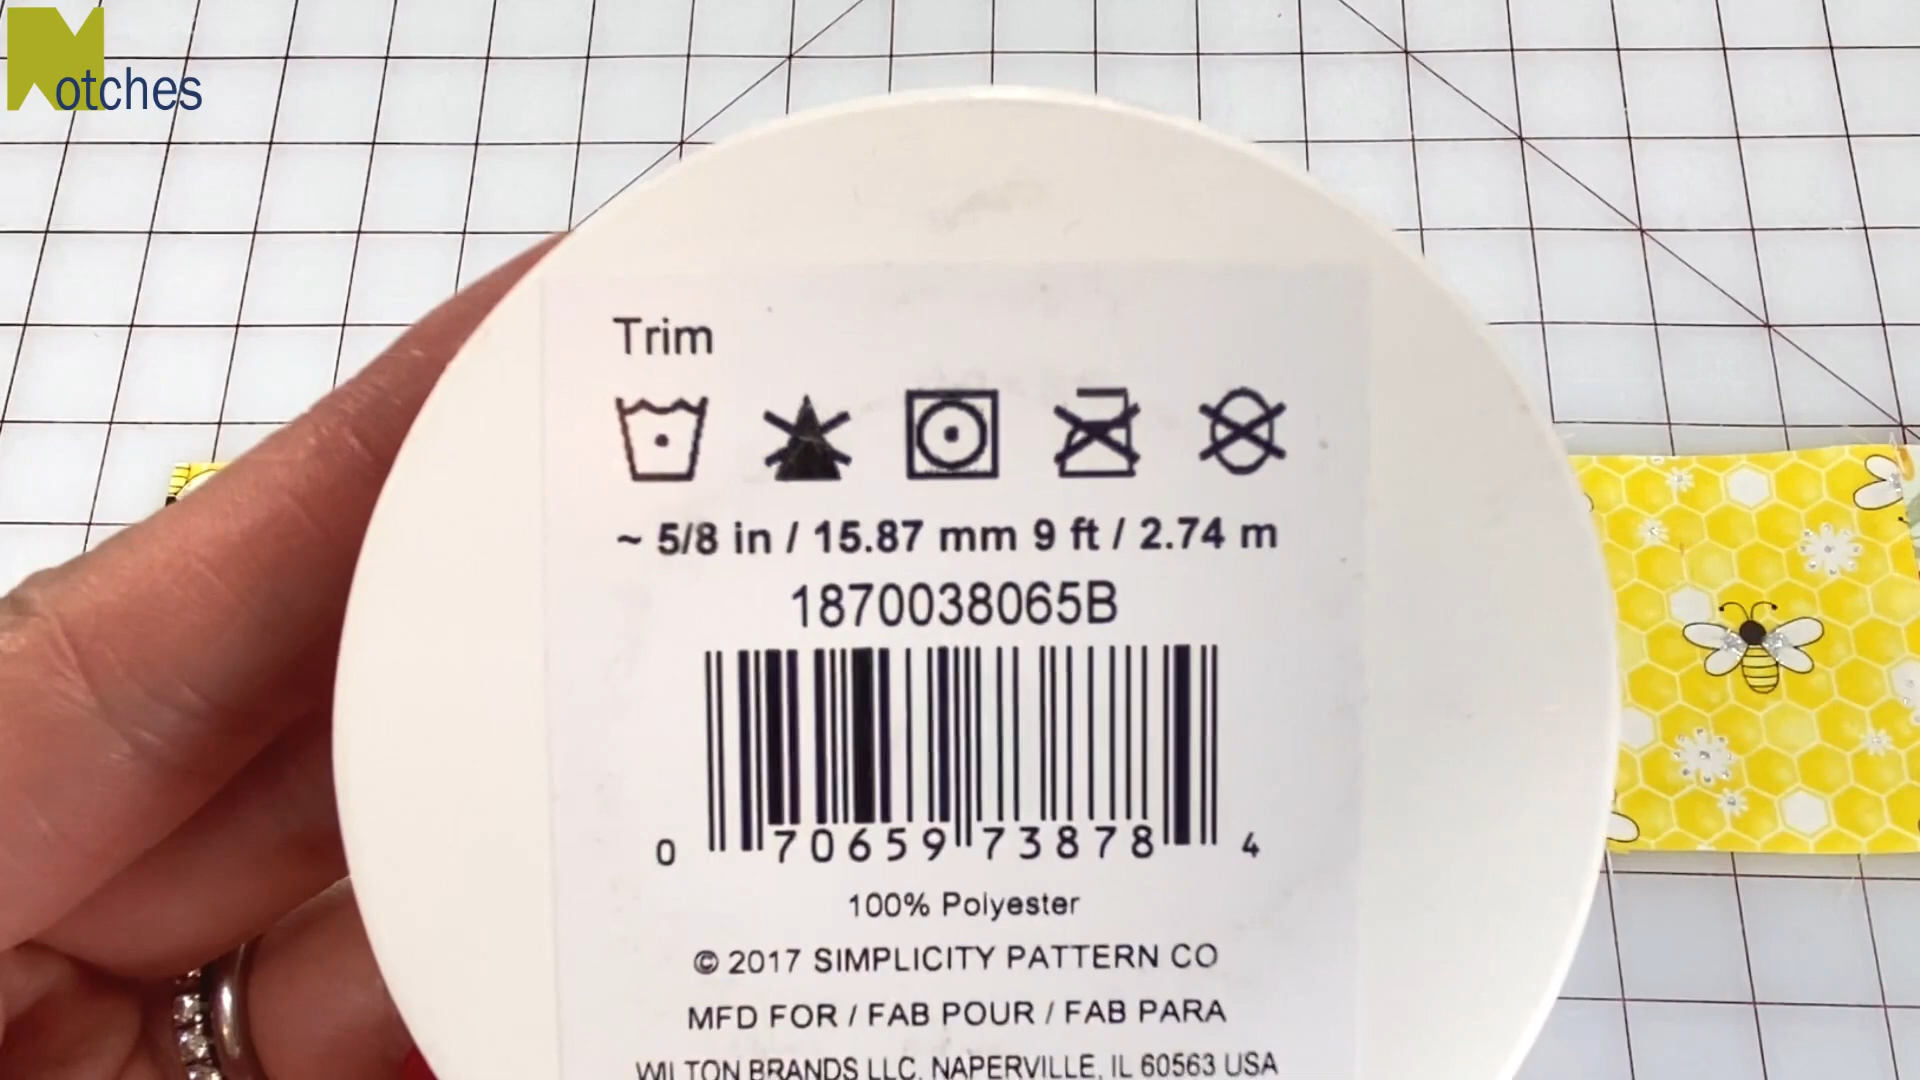 Notches
Trim
~ 5/8 in / 15.87 mm 9 ft / 2.74 m
1870038065B
0 70659 73878 4
100% Polyester
© 2017 SIMPLICITY PATTERN CO
MFD FOR / FAB POUR / FAB PARA
WILTON BRANDS LLC, NAPERVILLE, IL 60563 USA